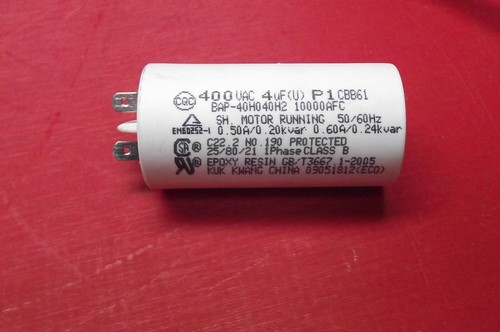 CQC 400VAC 4uF(U) P1CBB61
BAP-40H040H2 10000AFC
SH. MOTOR RUNNING 50/60Hz
EN60252-1 0.50A/0.20kvar 0.60A/0.24kvar
C22.2 NO.190 PROTECTED
25/80/21 1Phase CLASS B
EPOXY RESIN GB/T3667.1-2005
KUK KWANG CHINA 09051812(ECO)